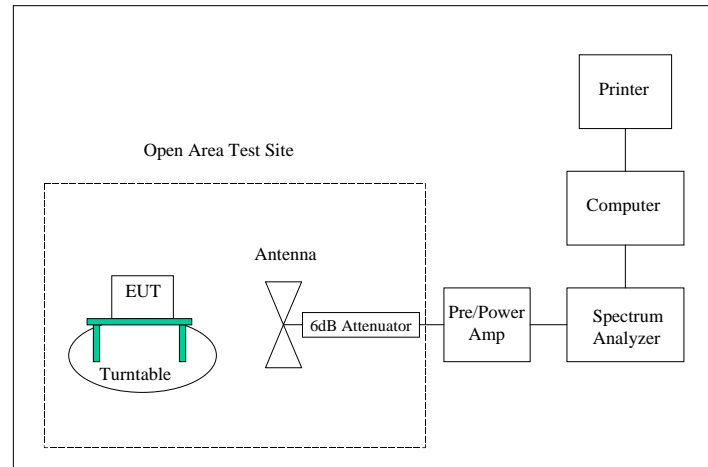 Printer
Open Area Test Site
Computer
Antenna
EUT
6dB Attenuator
Pre/Power
Amp
Spectrum
Analyzer
Turntable